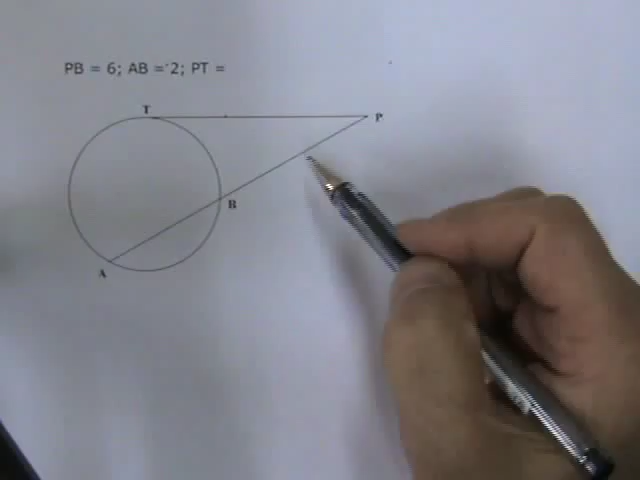 PB = 6; AB = 2; PT =
T
P
B
A